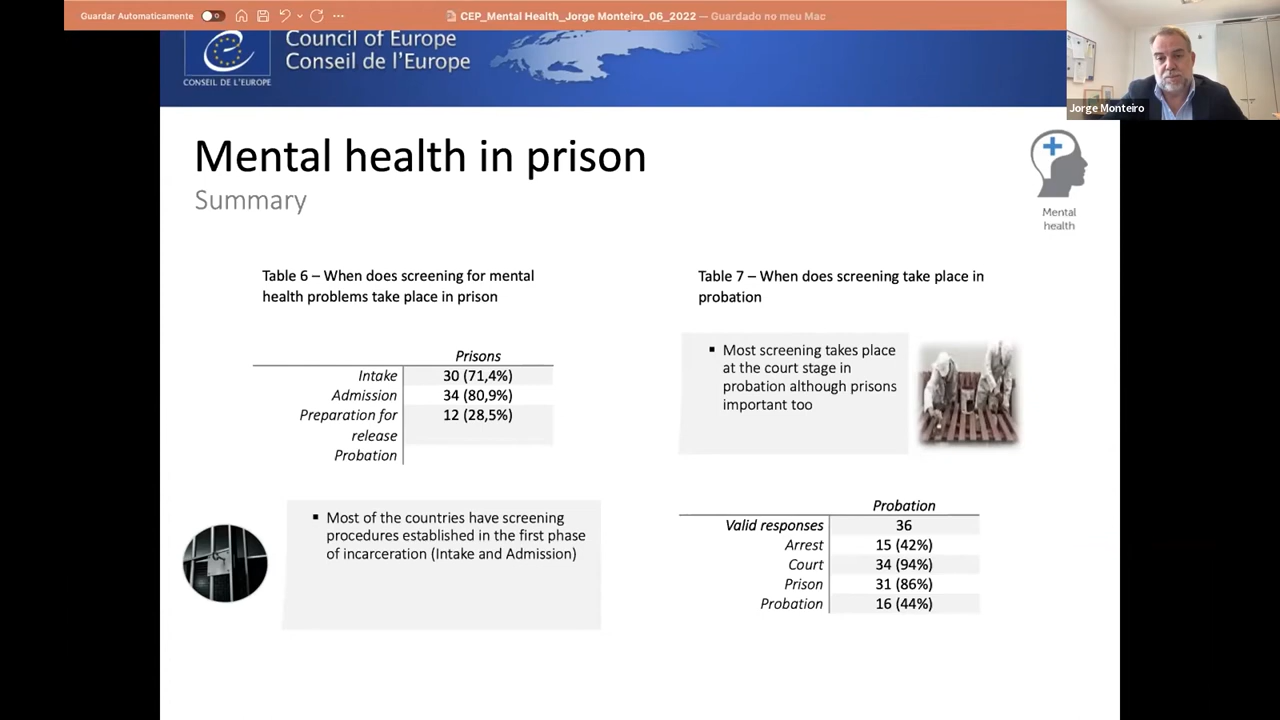 Guardar Automaticamente
CEP_Mental Health_Jorge Monteiro_06_2022 — Guardado no meu Mac
Council of Europe
Conseil de l'Europe
CONSEIL DE L'EUROPE
Jorge Monteiro
Mental health in prison
Summary
Mental
health
Table 6 – When does screening for mental
health problems take place in prison
Prisons
Intake 30 (71,4%)
Admission 34 (80,9%)
Preparation for 12 (28,5%)
release
Probation
▪ Most of the countries have screening
procedures established in the first phase
of incarceration (Intake and Admission)
Table 7 – When does screening take place in
probation
▪ Most screening takes place
at the court stage in
probation although prisons
important too
Probation
Valid responses 36
Arrest 15 (42%)
Court 34 (94%)
Prison 31 (86%)
Probation 16 (44%)